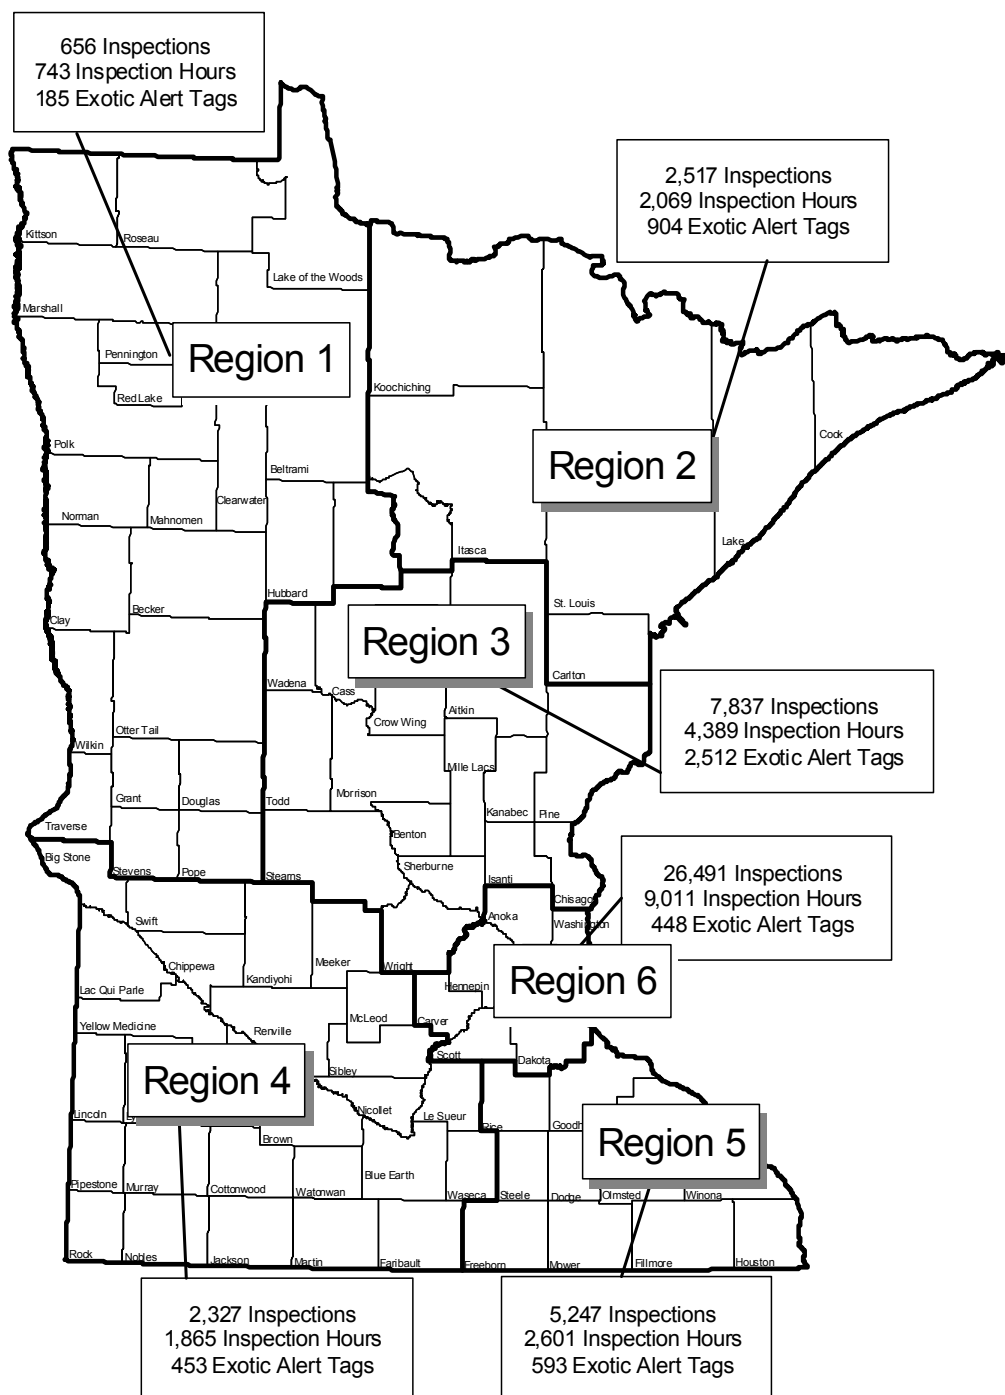 656 Inspections
743 Inspection Hours
185 Exotic Alert Tags
2,517 Inspections
2,069 Inspection Hours
904 Exotic Alert Tags
Kittson
Roseau
Lake of the Woods
Marshall
Pennington
Region 1
Red Lake
Koochiching
Polk
Beltrami
Clearwater
Region 2
Cook
Norman
Mahnomen
Itasca
Lake
Hubbard
Becker
Clay
St. Louis
Region 3
Carlton
Wadena
Cass
Crow Wing
Aitkin
7,837 Inspections
4,389 Inspection Hours
2,512 Exotic Alert Tags
Otter Tail
Wilkin
Mille Lacs
Grant
Douglas
Todd
Morrison
Kanabec
Pine
Traverse
Benton
Big Stone
Stevens
Pope
Stearns
Sherburne
Isanti
Chisago
26,491 Inspections
9,011 Inspection Hours
448 Exotic Alert Tags
Swift
Anoka
Washington
Chippewa
Meeker
Wright
Kandiyohi
Lac Qui Parle
Hennepin
Region 6
Yellow Medicine
Renville
McLeod
Carver
Scott
Dakota
Region 4
Sibley
Nicollet
Lincoln
Le Sueur
Rice
Goodh
Region 5
Brown
Blue Earth
Pipestone
Murray
Cottonwood
Watonwan
Waseca
Steele
Dodge
Olmsted
Winona
Rock
Nobles
Jackson
Martin
Faribault
Freeborn
Mower
Fillmore
Houston
2,327 Inspections
1,865 Inspection Hours
453 Exotic Alert Tags
5,247 Inspections
2,601 Inspection Hours
593 Exotic Alert Tags